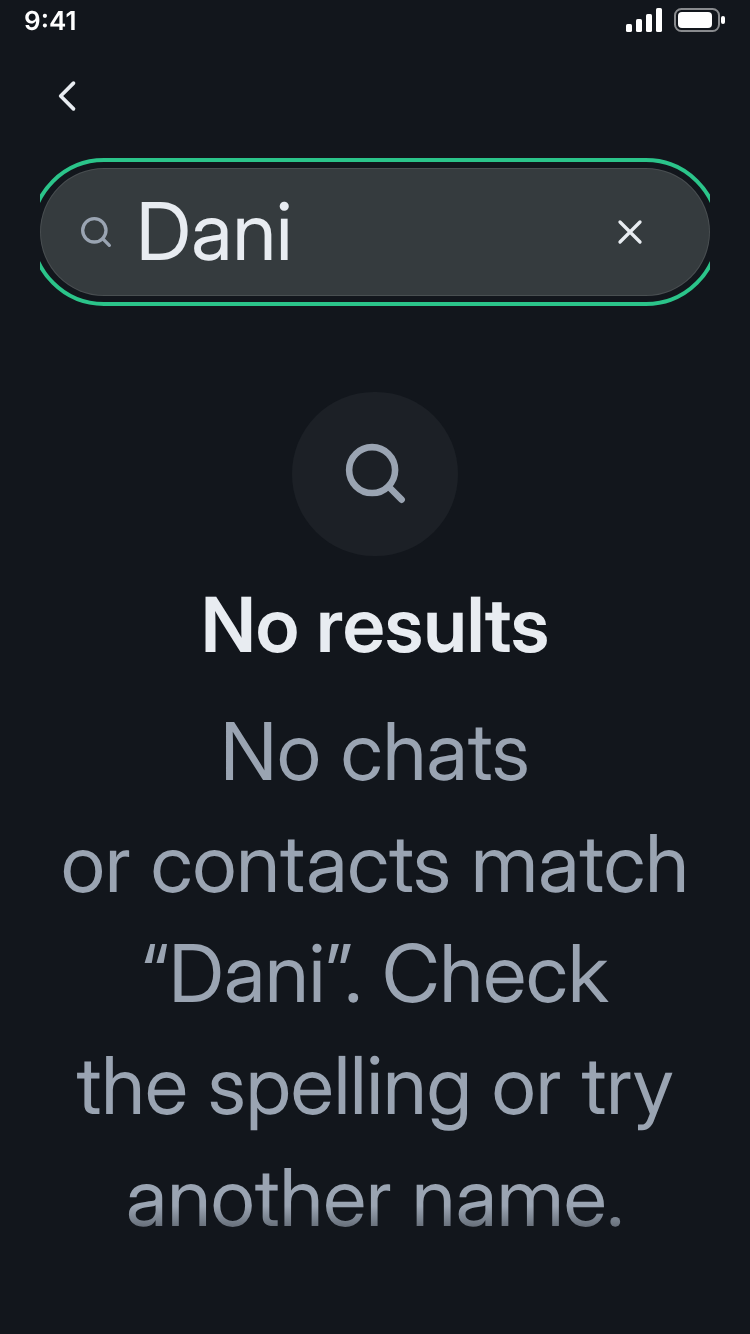 9:41
Dani
No results
No chats
or contacts match
“Dani”. Check
the spelling or try
another name.